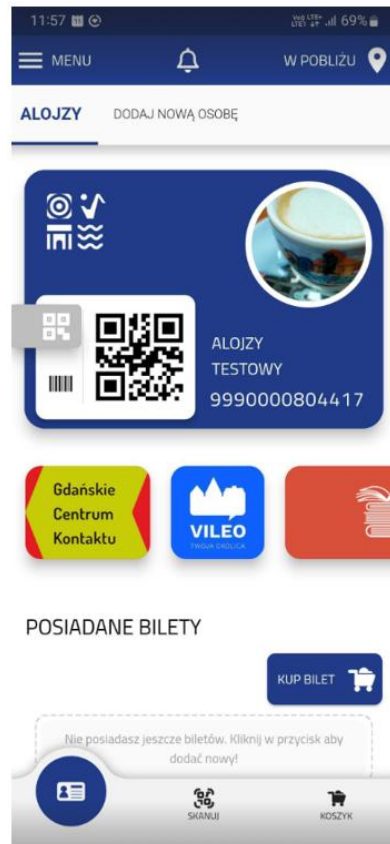 11:57
69%
MENU
W POBLIŻU
ALOJZY
DODAJ NOWĄ OSOBĘ
ALOJZY
TESTOWY
9990000804417
Gdańskie
Centrum
Kontaktu
VILEO
TWOJA OKOLICA
POSIADANE BILETY
KUP BILET
Nie posiadasz jeszcze biletów. Kliknij w przycisk aby
dodać nowy!
SKANUJ
KOSZYK